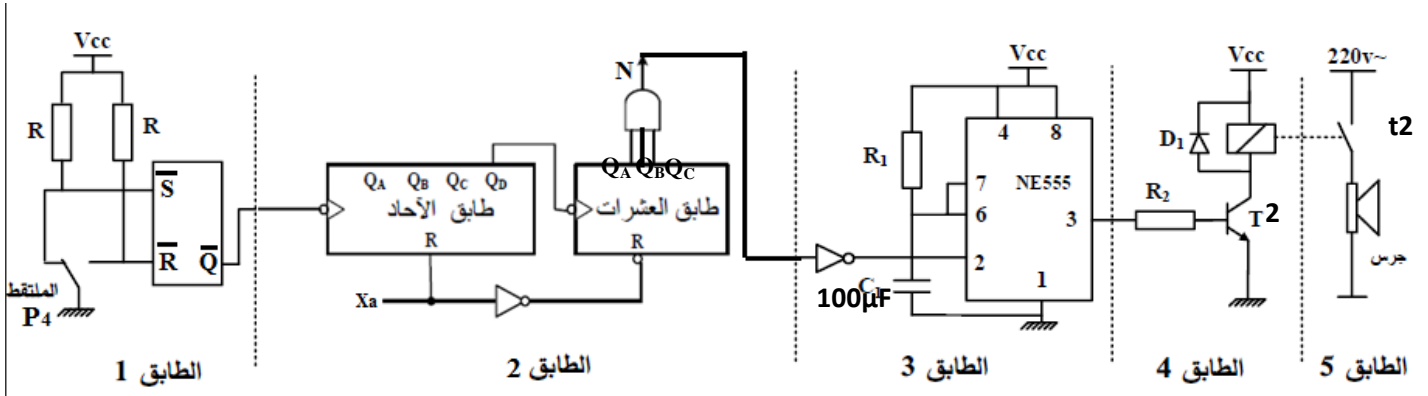 Vcc
R
R
S̅
R̅ Q̅
الملتقط
P4
الطابق 1
QA QB QC QD
طابق الآحاد
R
Xa
N
QA QB QC
طابق العشرات
R
الطابق 2
Vcc
R1
4 8
7
NE555
6
3
2
1
C1
100µF
الطابق 3
Vcc
D1
R2
T2
الطابق 4
220v~
t2
جرس
الطابق 5